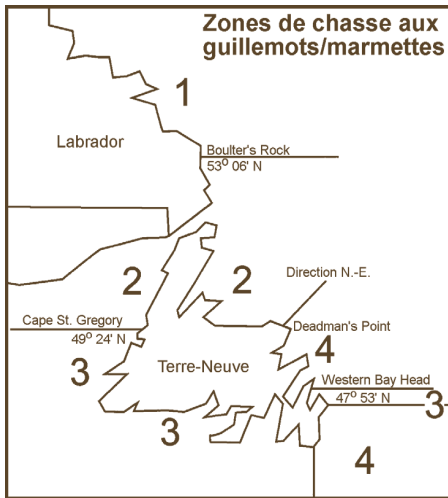 Zones de chasse aux
guillemots/marmettes
1
Labrador
Boulter's Rock
53° 06' N
2
2
Direction N.-E.
Cape St. Gregory
49° 24' N
Deadman's Point
4
3
Terre-Neuve
Western Bay Head
47° 53' N
3
3
4